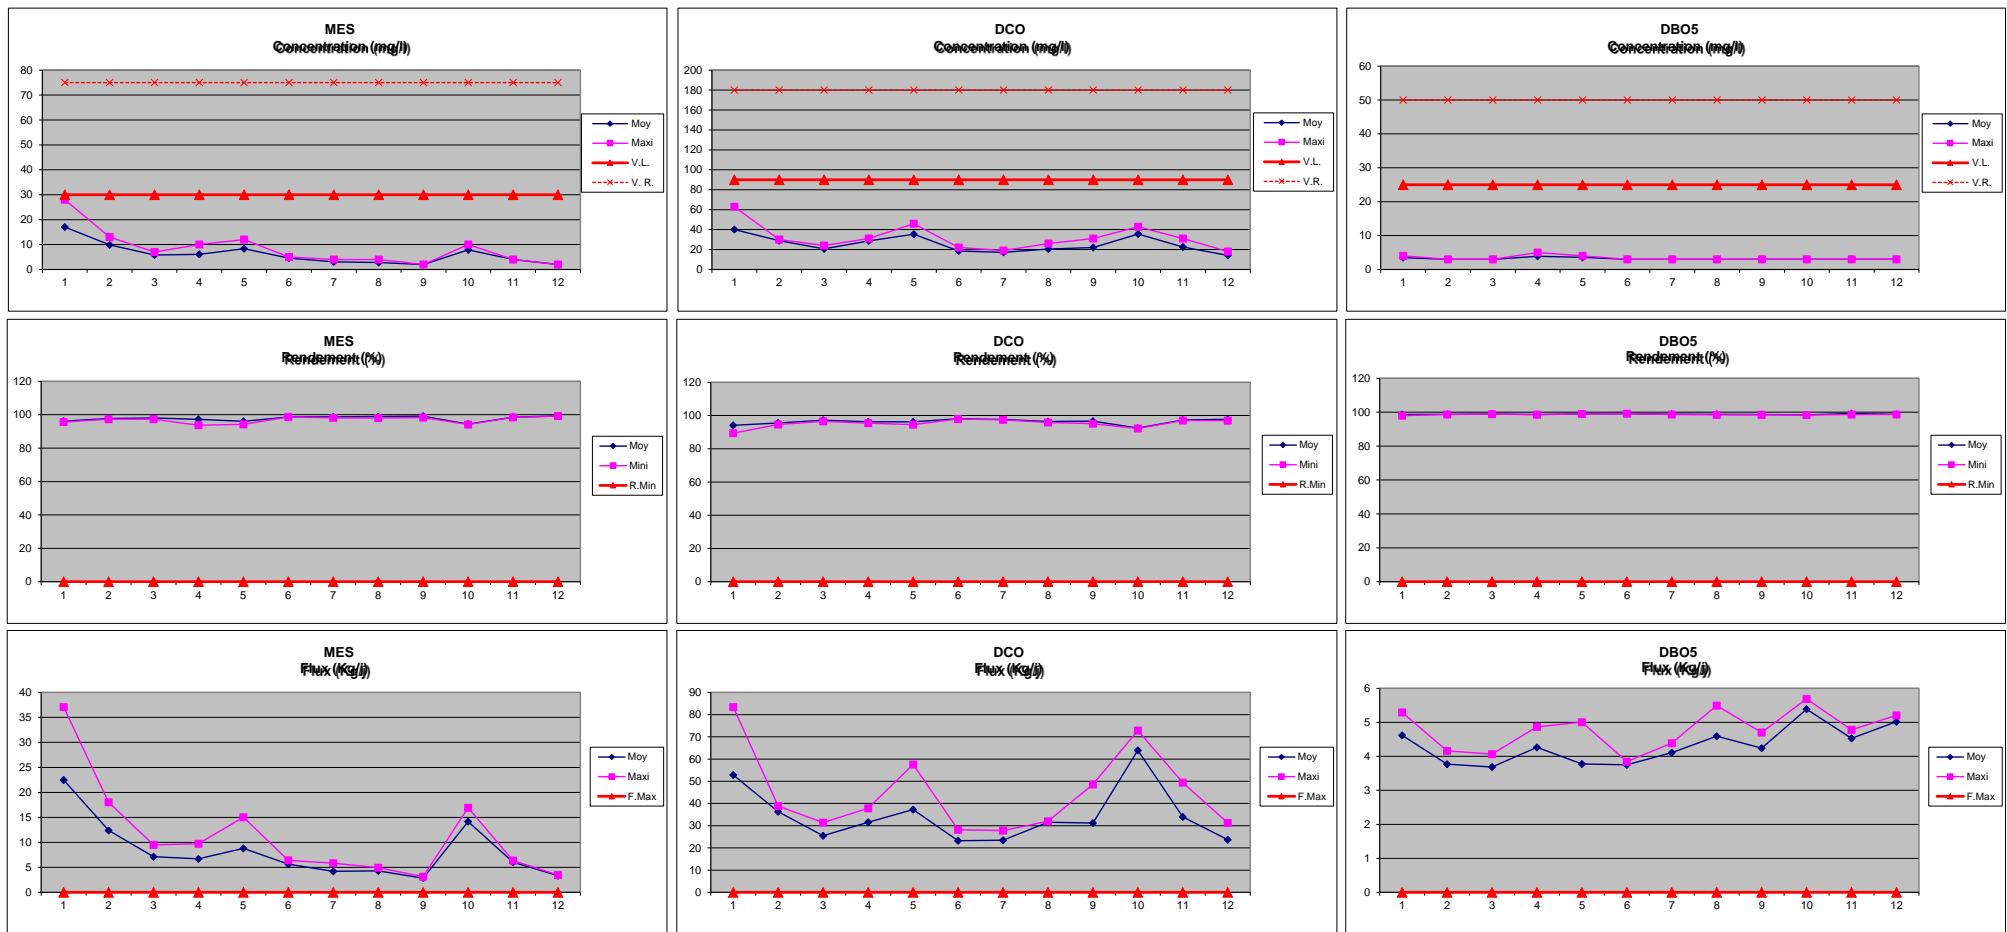 MES
Concentration (mg/l)
80
70
60
50
40
30
20
10
0
1 2 3 4 5 6 7 8 9 10 11 12
Moy
Maxi
V.L.
V. R.
DCO
Concentration (mg/l)
200
180
160
140
120
100
80
60
40
20
0
1 2 3 4 5 6 7 8 9 10 11 12
Moy
Maxi
V.L.
V.R.
DBO5
Concentration (mg/l)
60
50
40
30
20
10
0
1 2 3 4 5 6 7 8 9 10 11 12
Moy
Maxi
V.L.
V.R.
MES
Rendement (%)
120
100
80
60
40
20
0
1 2 3 4 5 6 7 8 9 10 11 12
Moy
Mini
R.Min
DCO
Rendement (%)
120
100
80
60
40
20
0
1 2 3 4 5 6 7 8 9 10 11 12
Moy
Mini
R.Min
DBO5
Rendement (%)
120
100
80
60
40
20
0
1 2 3 4 5 6 7 8 9 10 11 12
Moy
Mini
R.Min
MES
Flux (Kg/j)
40
35
30
25
20
15
10
5
0
1 2 3 4 5 6 7 8 9 10 11 12
Moy
Maxi
F.Max
DCO
Flux (Kg/j)
90
80
70
60
50
40
30
20
10
0
1 2 3 4 5 6 7 8 9 10 11 12
Moy
Maxi
F.Max
DBO5
Flux (Kg/j)
6
5
4
3
2
1
0
1 2 3 4 5 6 7 8 9 10 11 12
Moy
Maxi
F.Max